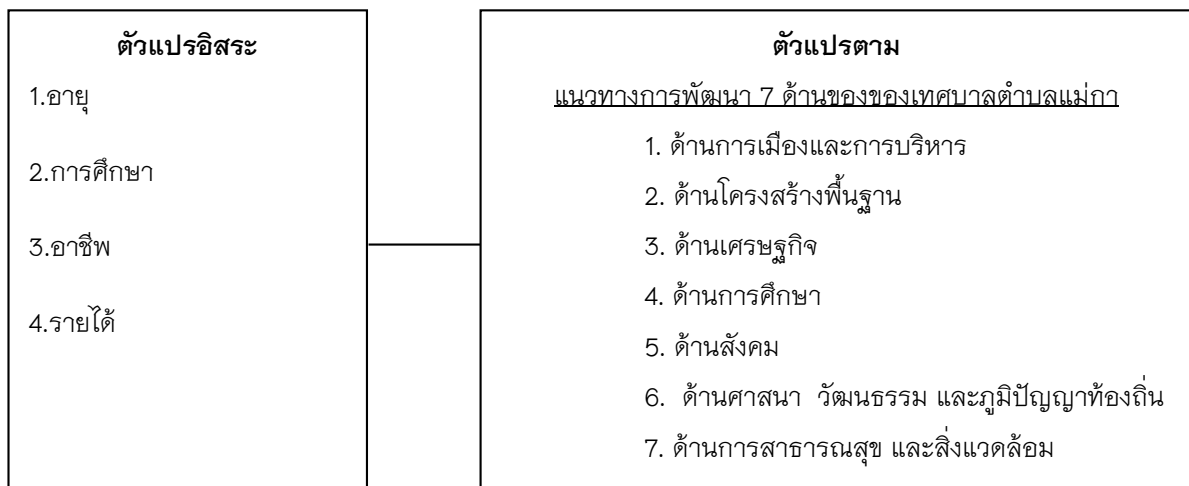 ตัวแปรอิสระ
1.อายุ
2.การศึกษา
3.อาชีพ
4.รายได้
ตัวแปรตาม
แนวทางการพัฒนา 7 ด้านของของเทศบาลตำบลแม่กา
1. ด้านการเมืองและการบริหาร
2. ด้านโครงสร้างพื้นฐาน
3. ด้านเศรษฐกิจ
4. ด้านการศึกษา
5. ด้านสังคม
6. ด้านศาสนา วัฒนธรรม และภูมิปัญญาท้องถิ่น
7. ด้านการสาธารณสุข และสิ่งแวดล้อม